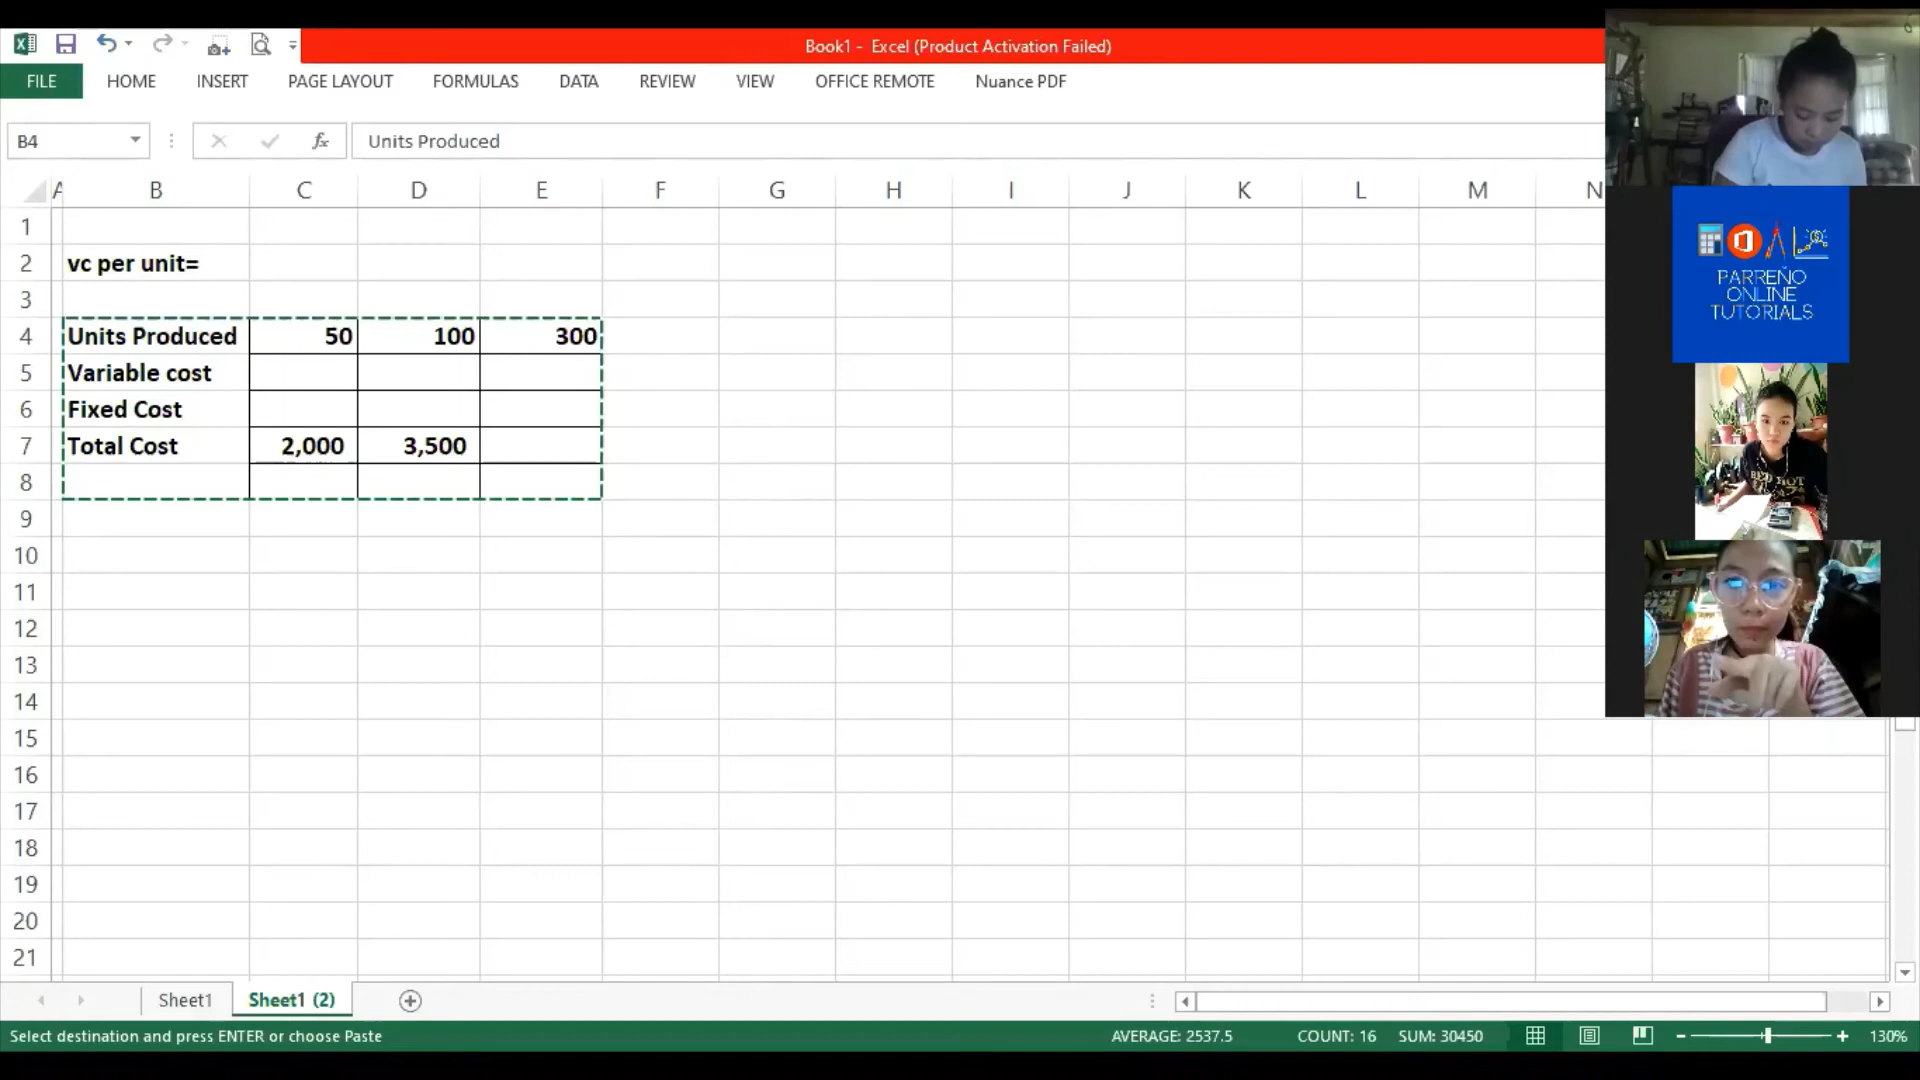 Book1 - Excel (Product Activation Failed)
FILE HOME INSERT PAGE LAYOUT FORMULAS DATA REVIEW VIEW OFFICE REMOTE Nuance PDF
B4 fx Units Produced
A B C D E F G H I J K L M N
1
2 vc per unit=
3
4 Units Produced 50 100 300
5 Variable cost
6 Fixed Cost
7 Total Cost 2,000 3,500
8
9
10
11
12
13
14
15
16
17
18
19
20
21
Sheet1 Sheet1 (2)
Select destination and press ENTER or choose Paste AVERAGE: 2537.5 COUNT: 16 SUM: 30450 130%
PARREÑO
ONLINE
TUTORIALS
RED HOT